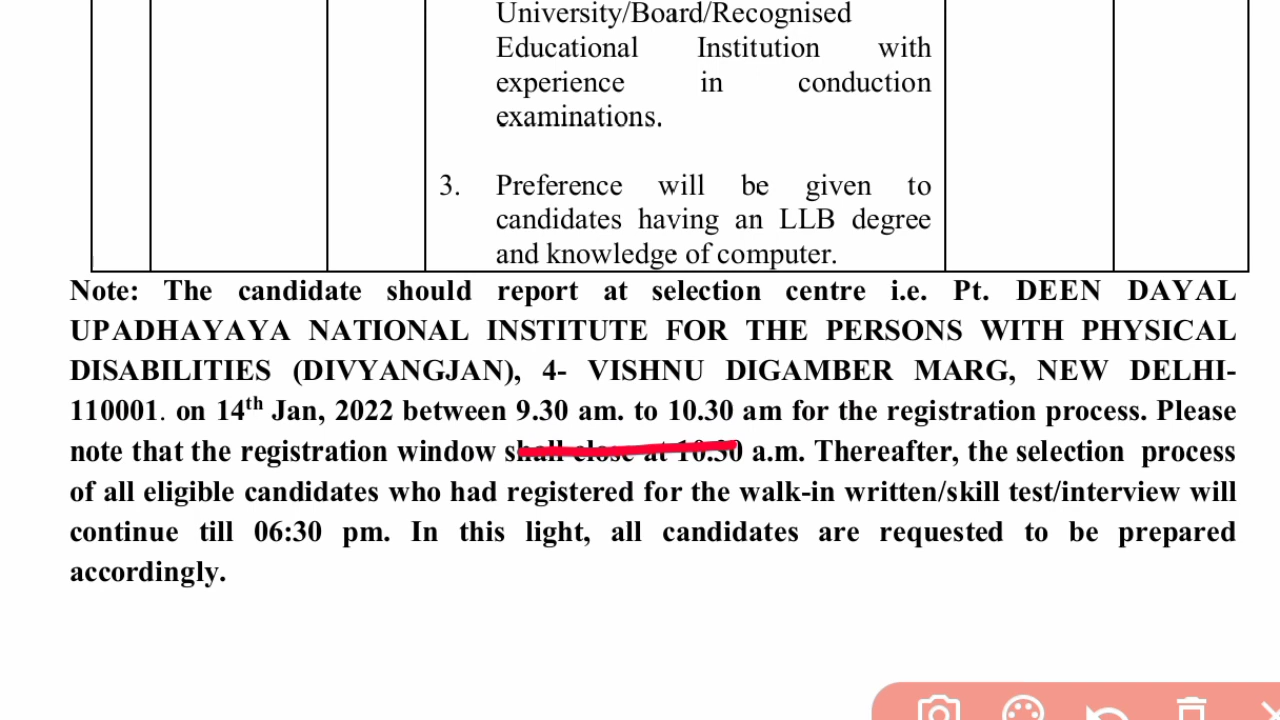 University/Board/Recognised
Educational Institution with
experience in conduction
examinations.
3. Preference will be given to
candidates having an LLB degree
and knowledge of computer.
Note: The candidate should report at selection centre i.e. Pt. DEEN DAYAL
UPADHAYAYA NATIONAL INSTITUTE FOR THE PERSONS WITH PHYSICAL
DISABILITIES (DIVYANGJAN), 4- VISHNU DIGAMBER MARG, NEW DELHI-
110001. on 14th Jan, 2022 between 9.30 am. to 10.30 am for the registration process. Please
note that the registration window shall close at 10.30 a.m. Thereafter, the selection process
of all eligible candidates who had registered for the walk-in written/skill test/interview will
continue till 06:30 pm. In this light, all candidates are requested to be prepared
accordingly.